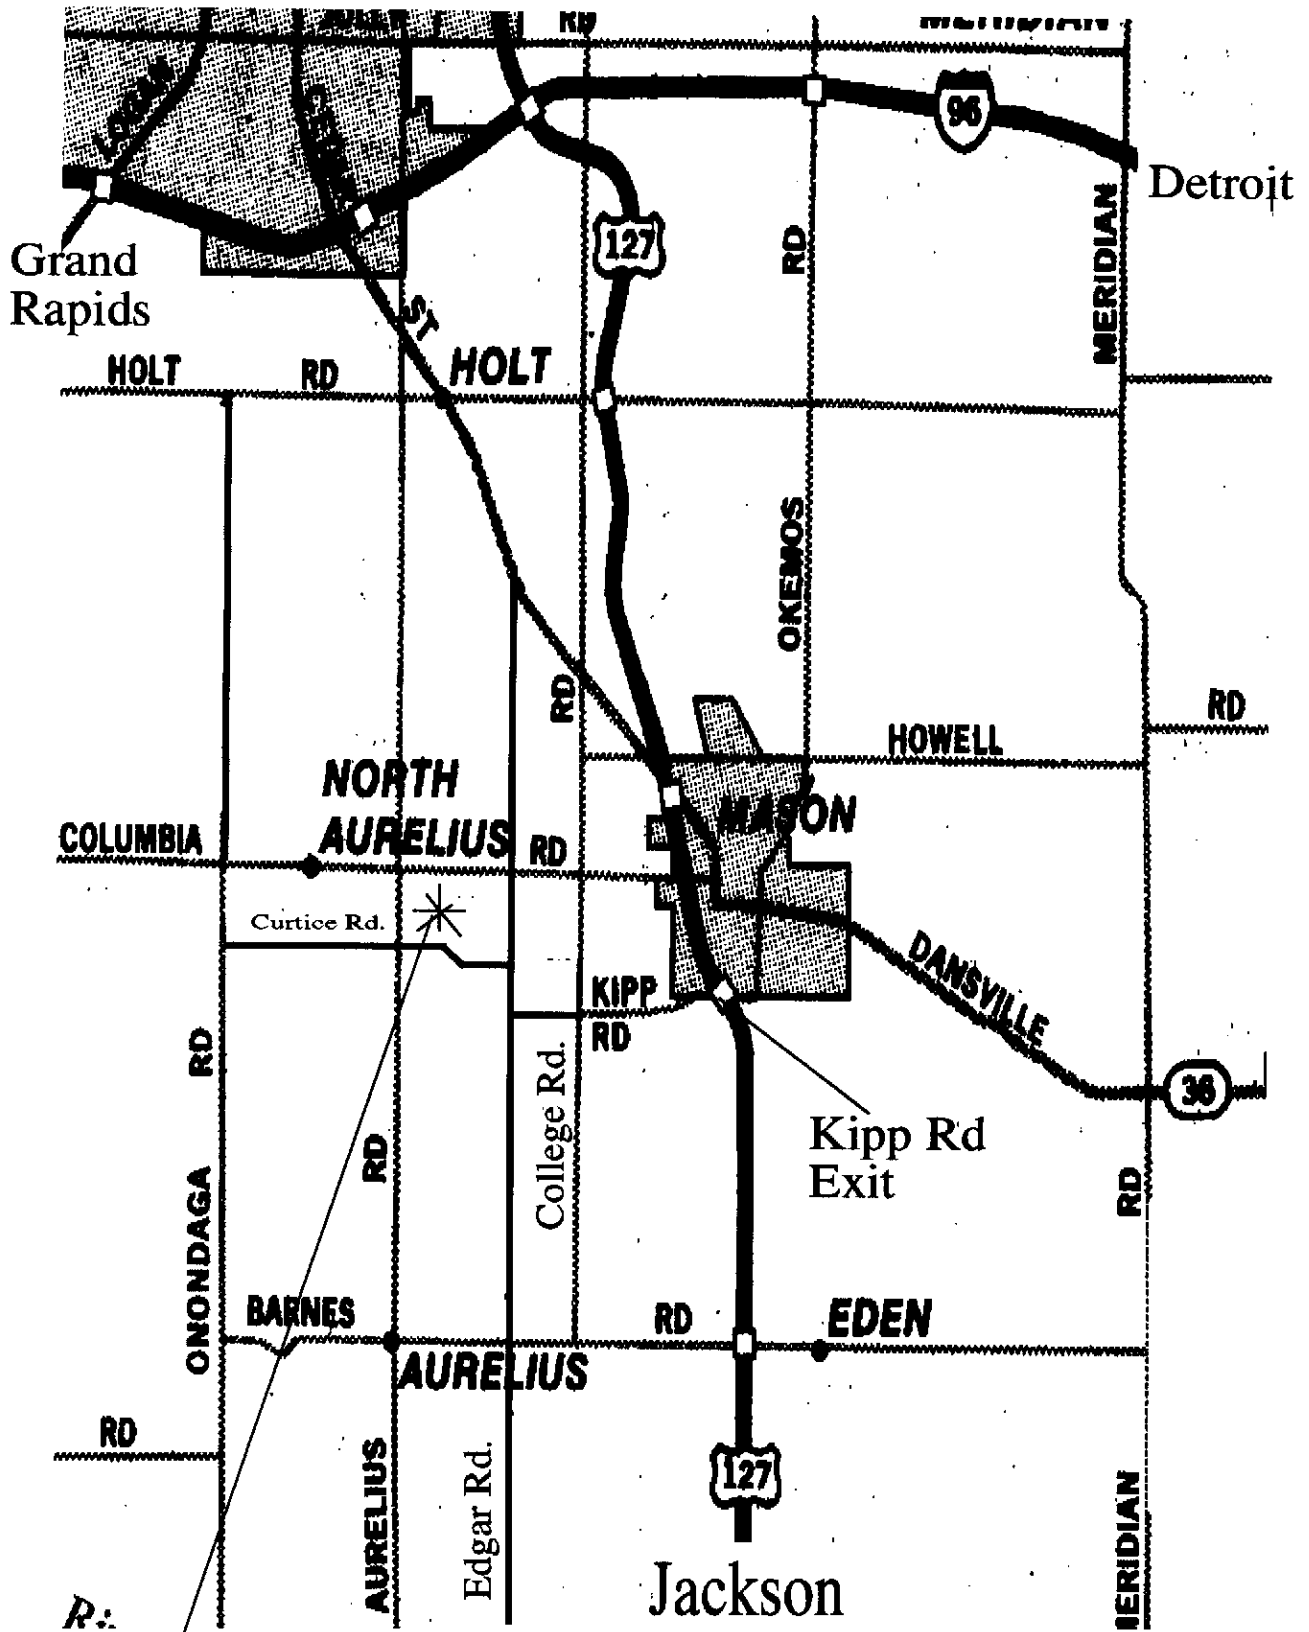 RD
LOGAN
96
Detroit
127
RD
MERIDIAN
Grand
Rapids
ST
HOLT RD
HOLT
OKEMOS
RD
RD
HOWELL
NORTH
AURELIUS
MASON
COLUMBIA
RD
Curtice Rd.
DANSVILLE
KIPP
RD
RD
College Rd.
36
Kipp Rd
Exit
RD
RD
ONONDAGA
BARNES
RD
EDEN
AURELIUS
RD
AURELIUS
Edgar Rd.
127
Jackson